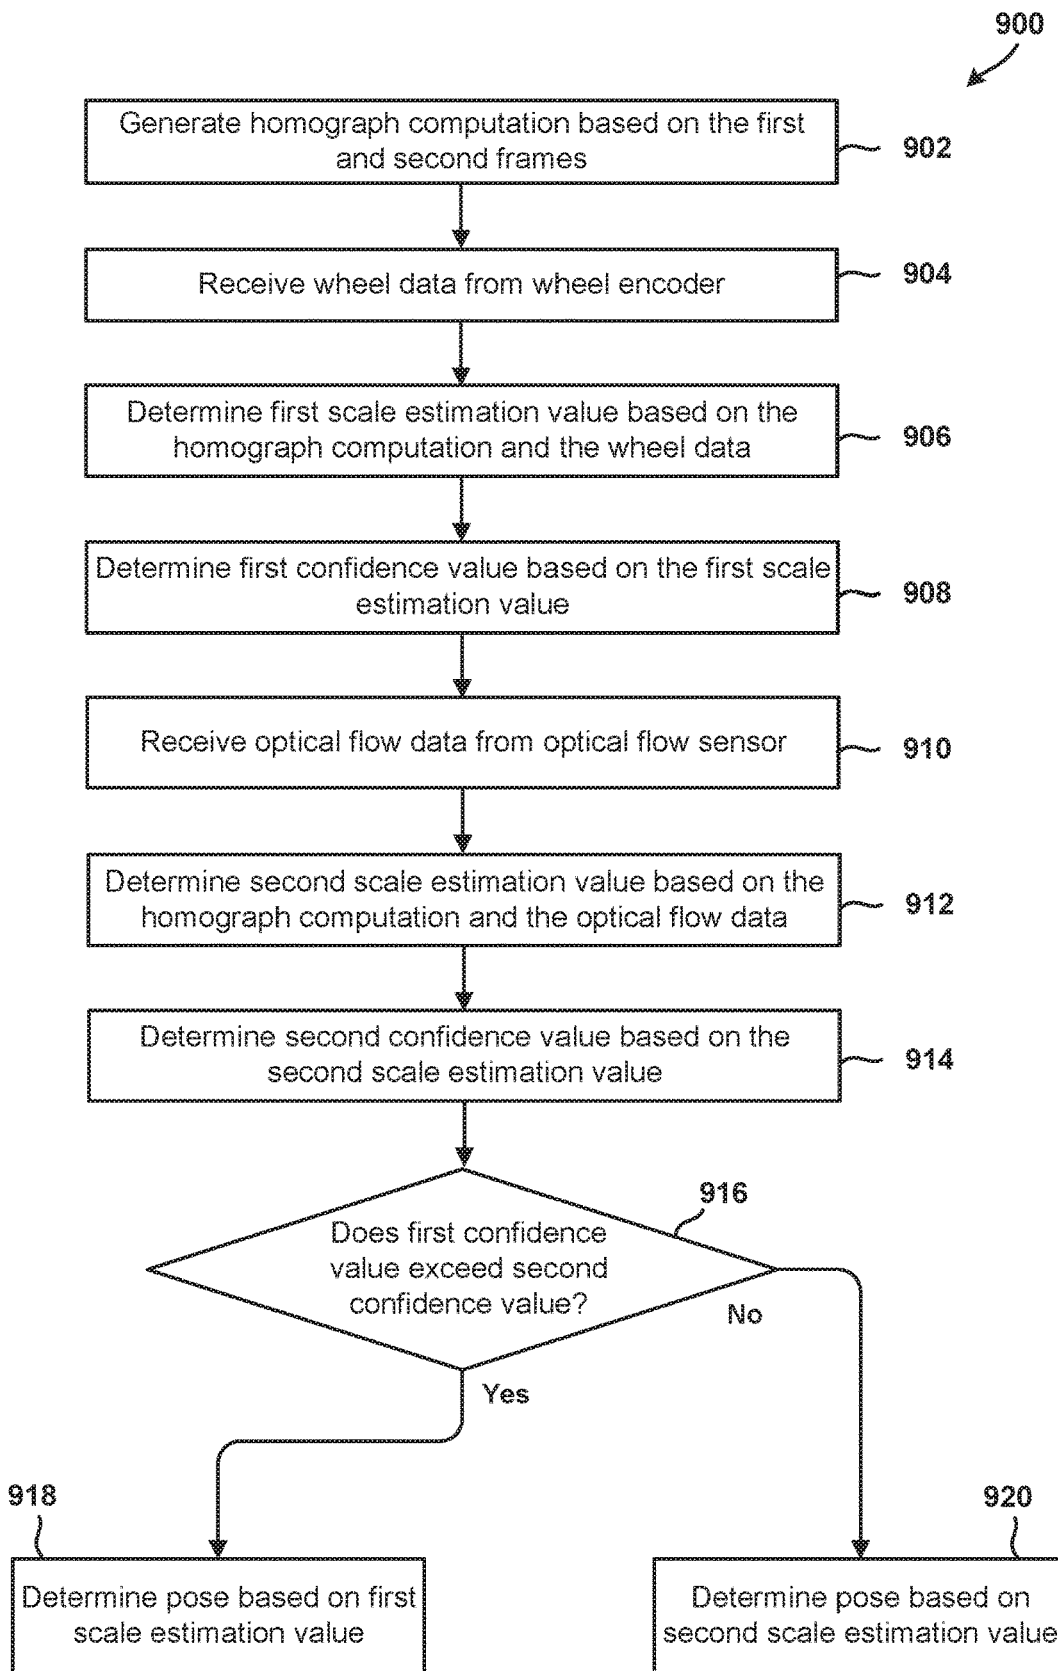 900
Generate homograph computation based on the first
and second frames
902
Receive wheel data from wheel encoder
904
Determine first scale estimation value based on the
homograph computation and the wheel data
906
Determine first confidence value based on the first scale
estimation value
908
Receive optical flow data from optical flow sensor
910
Determine second scale estimation value based on the
homograph computation and the optical flow data
912
Determine second confidence value based on the
second scale estimation value
914
916
Does first confidence
value exceed second
confidence value?
No
Yes
918
Determine pose based on first
scale estimation value
920
Determine pose based on
second scale estimation value